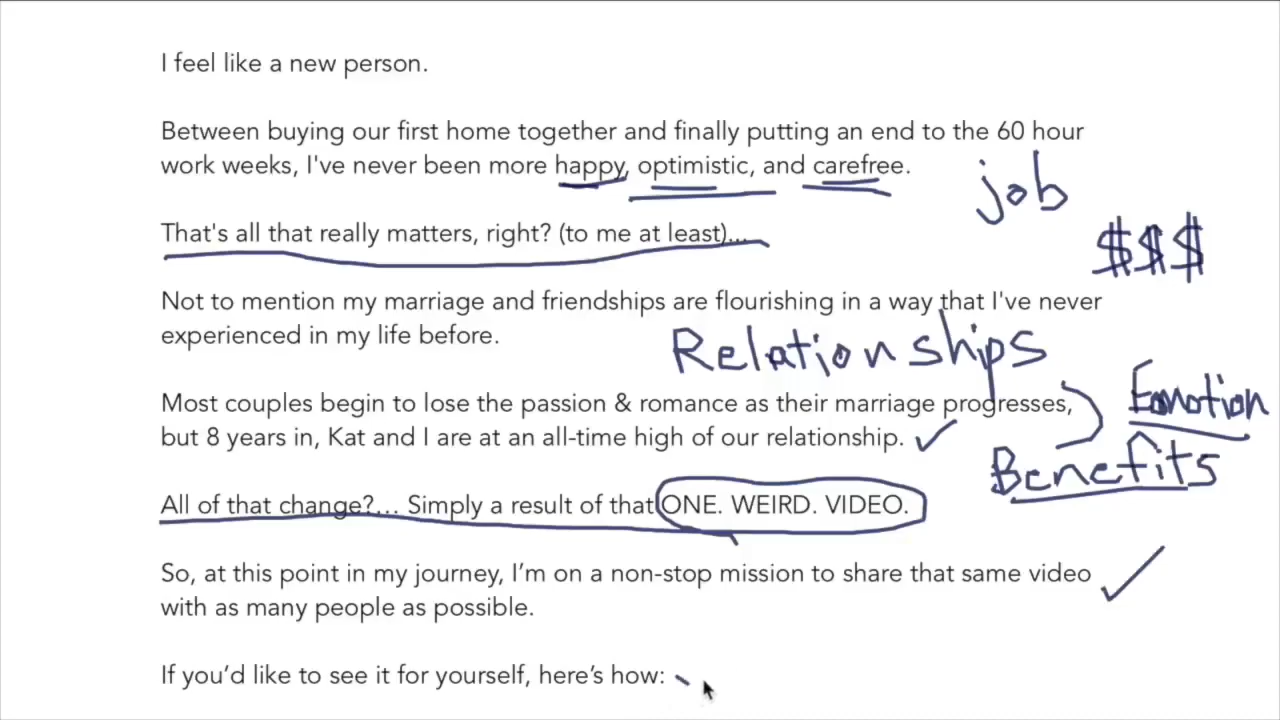 I feel like a new person.
Between buying our first home together and finally putting an end to the 60 hour
work weeks, I've never been more happy, optimistic, and carefree.
job
That's all that really matters, right? (to me at least)...
$$$
Not to mention my marriage and friendships are flourishing in a way that I've never
experienced in my life before.
Relationships
Most couples begin to lose the passion & romance as their marriage progresses,
Emotion
but 8 years in, Kat and I are at an all-time high of our relationship.
Benefits
All of that change?... Simply a result of that ONE. WEIRD. VIDEO.
So, at this point in my journey, I’m on a non-stop mission to share that same video
with as many people as possible.
If you’d like to see it for yourself, here’s how: